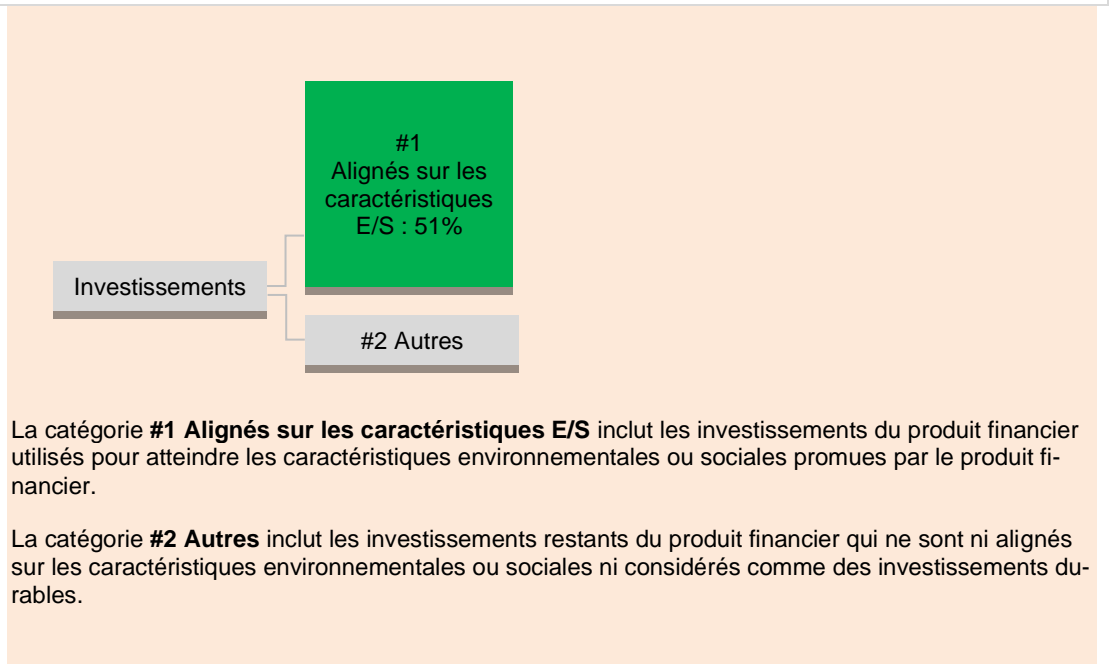 #1
Alignés sur les
caractéristiques
E/S : 51%
Investissements
#2 Autres
La catégorie #1 Alignés sur les caractéristiques E/S inclut les investissements du produit financier
utilisés pour atteindre les caractéristiques environnementales ou sociales promues par le produit fi-
nancier.
La catégorie #2 Autres inclut les investissements restants du produit financier qui ne sont ni alignés
sur les caractéristiques environnementales ou sociales ni considérés comme des investissements du-
rables.